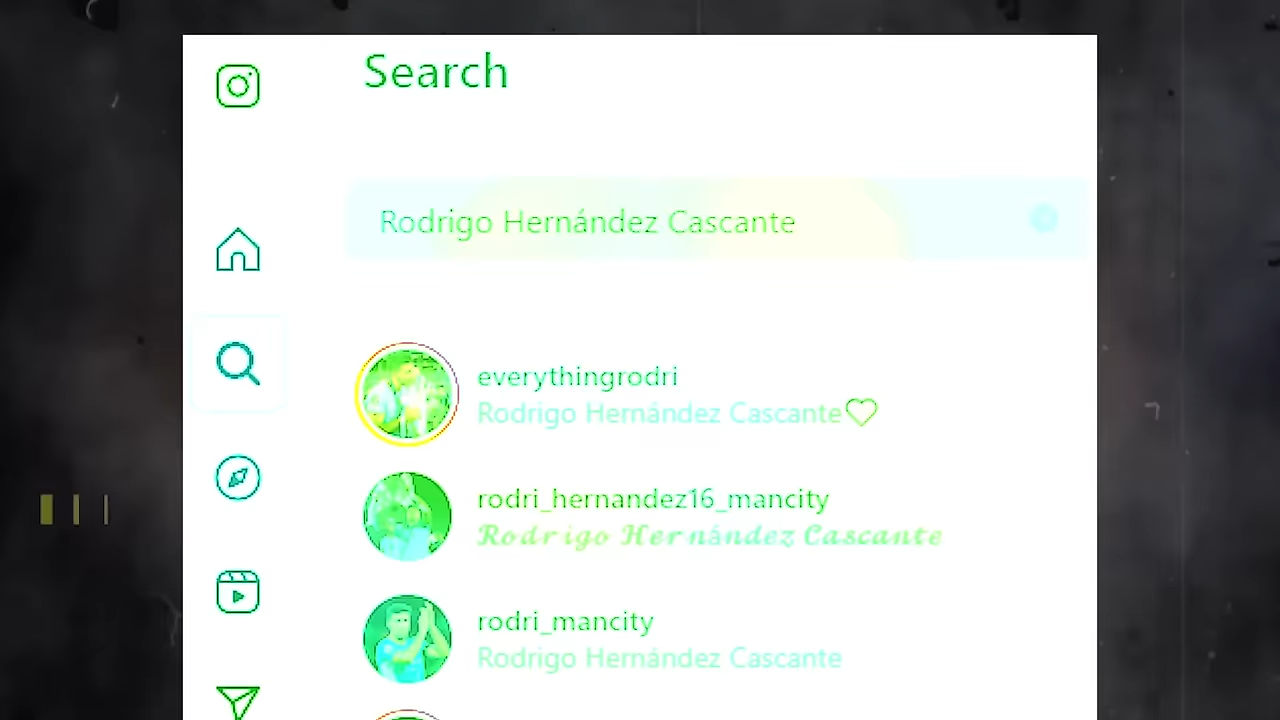 Search
Rodrigo Hernández Cascante
everythingrodri
Rodrigo Hernández Cascante♡
rodri_hernandez16_mancity
𝓡𝓸𝓭𝓻𝓲𝓰𝓸 𝓗𝓮𝓻𝓷á𝓷𝓭𝓮𝔃 𝓒𝓪𝓼𝓬𝓪𝓷𝓽𝓮
rodri_mancity
Rodrigo Hernández Cascante